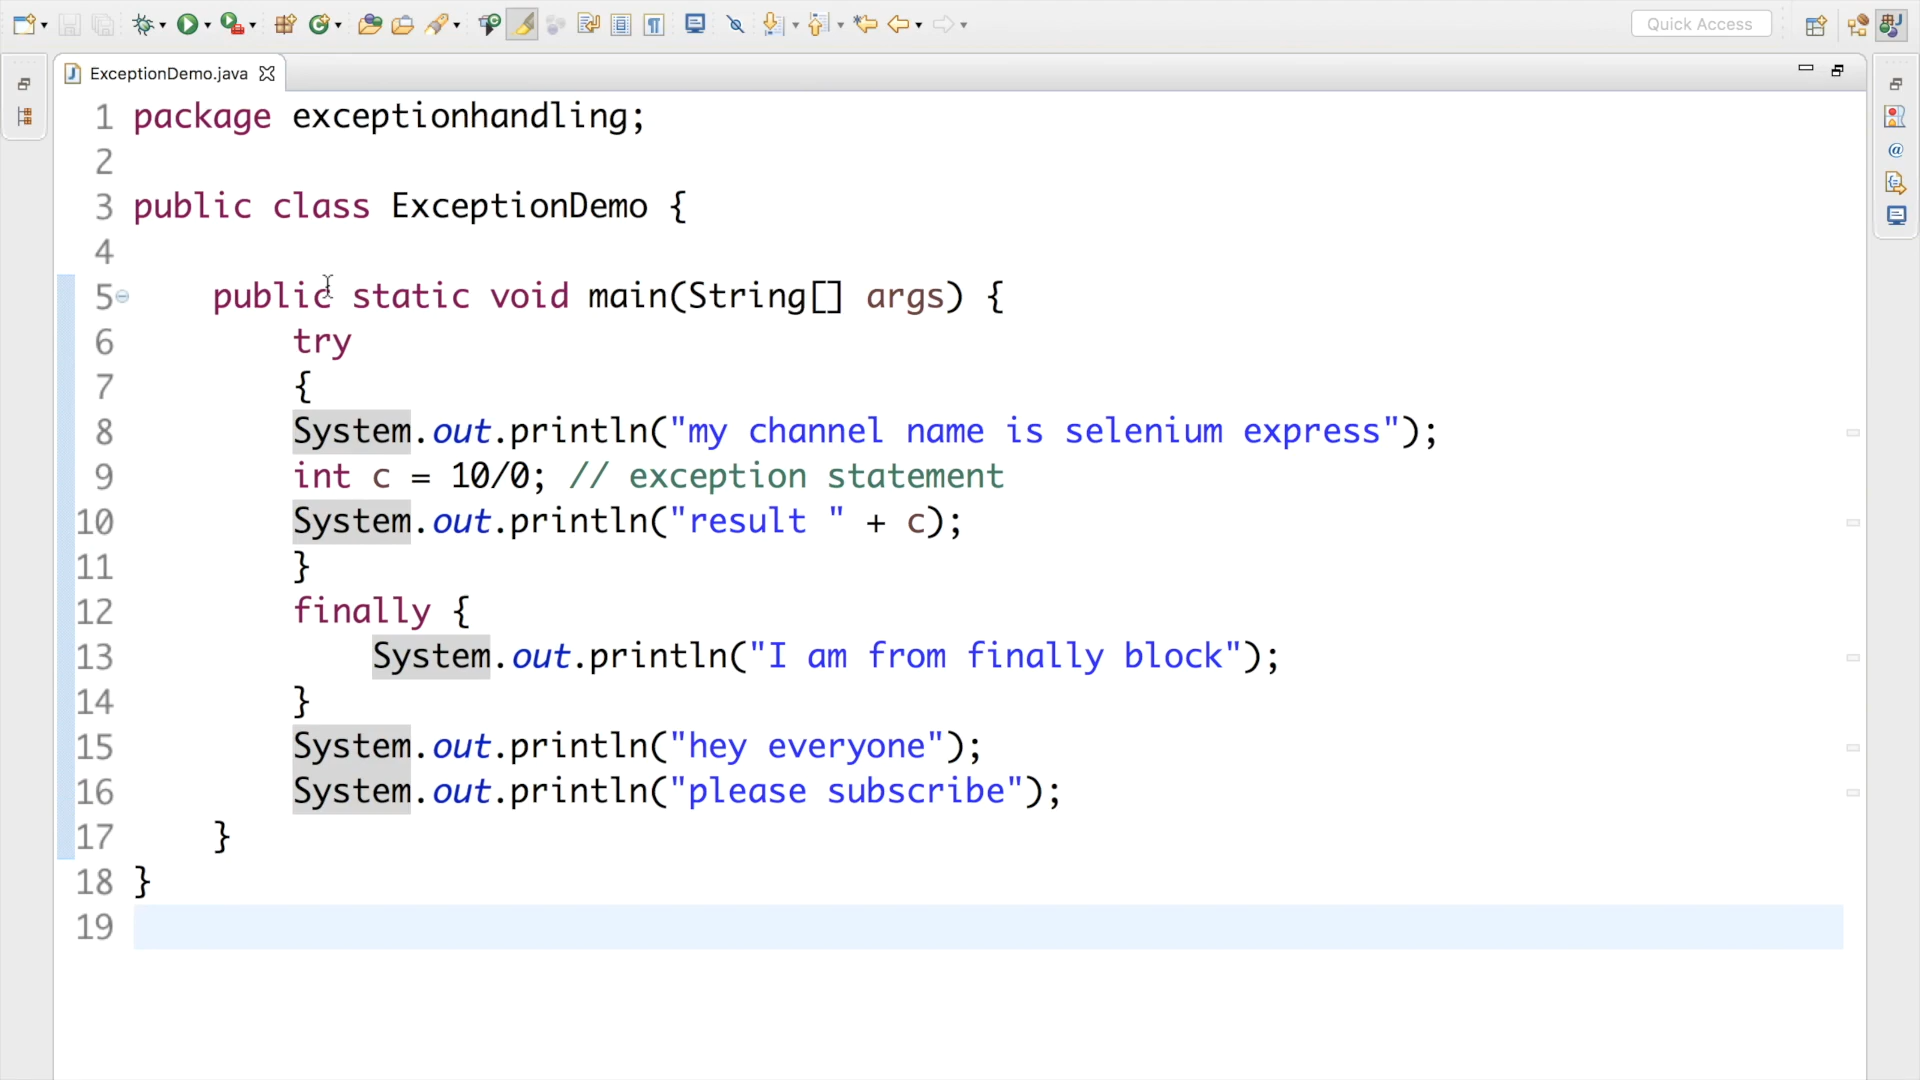 Quick Access
ExceptionDemo.java
1 package exceptionhandling;
2
3 public class ExceptionDemo {
4
5 public static void main(String[] args) {
6 try
7 {
8 System.out.println("my channel name is selenium express");
9 int c = 10/0; // exception statement
10 System.out.println("result " + c);
11 }
12 finally {
13 System.out.println("I am from finally block");
14 }
15 System.out.println("hey everyone");
16 System.out.println("please subscribe");
17 }
18 }
19